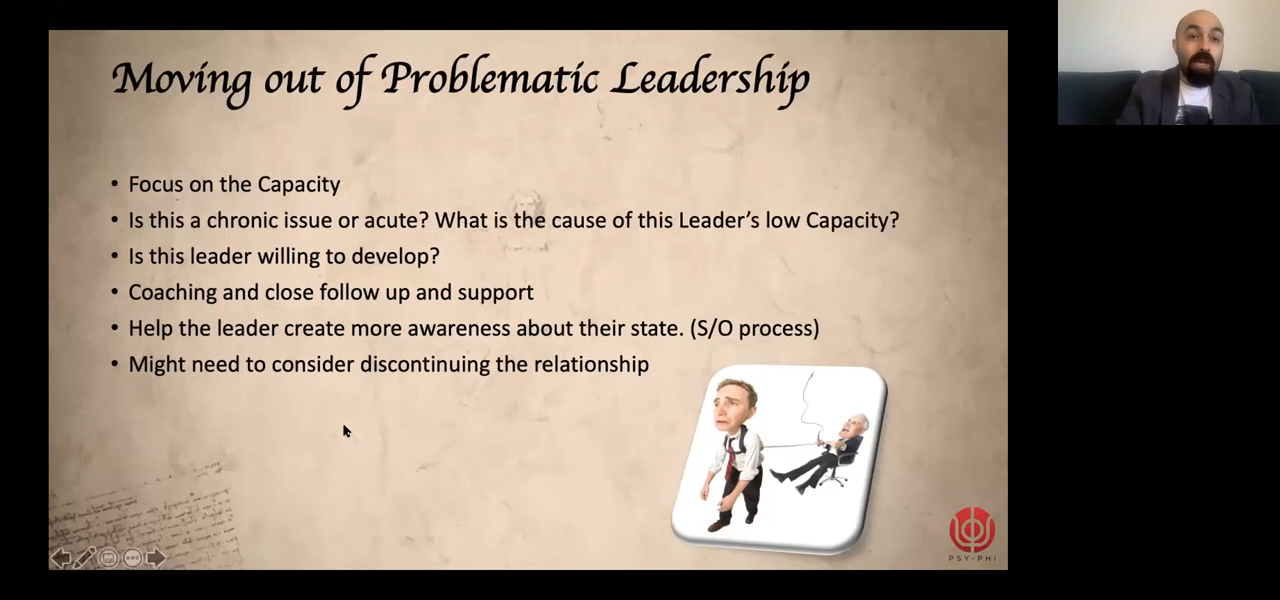 Moving out of Problematic Leadership
• Focus on the Capacity
• Is this a chronic issue or acute? What is the cause of this Leader’s low Capacity?
• Is this leader willing to develop?
• Coaching and close follow up and support
• Help the leader create more awareness about their state. (S/O process)
• Might need to consider discontinuing the relationship
PSY-PHI